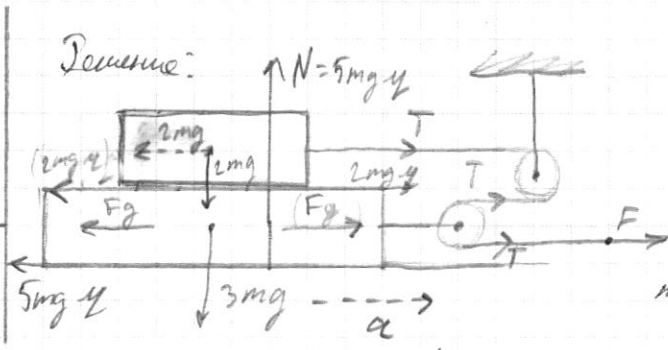 Решение:
N=5mgμ
2mg
T
(2mgμ)
2mg
2mgμ
T
Fg
(Fg)
F
T
5mgμ
3mg
a